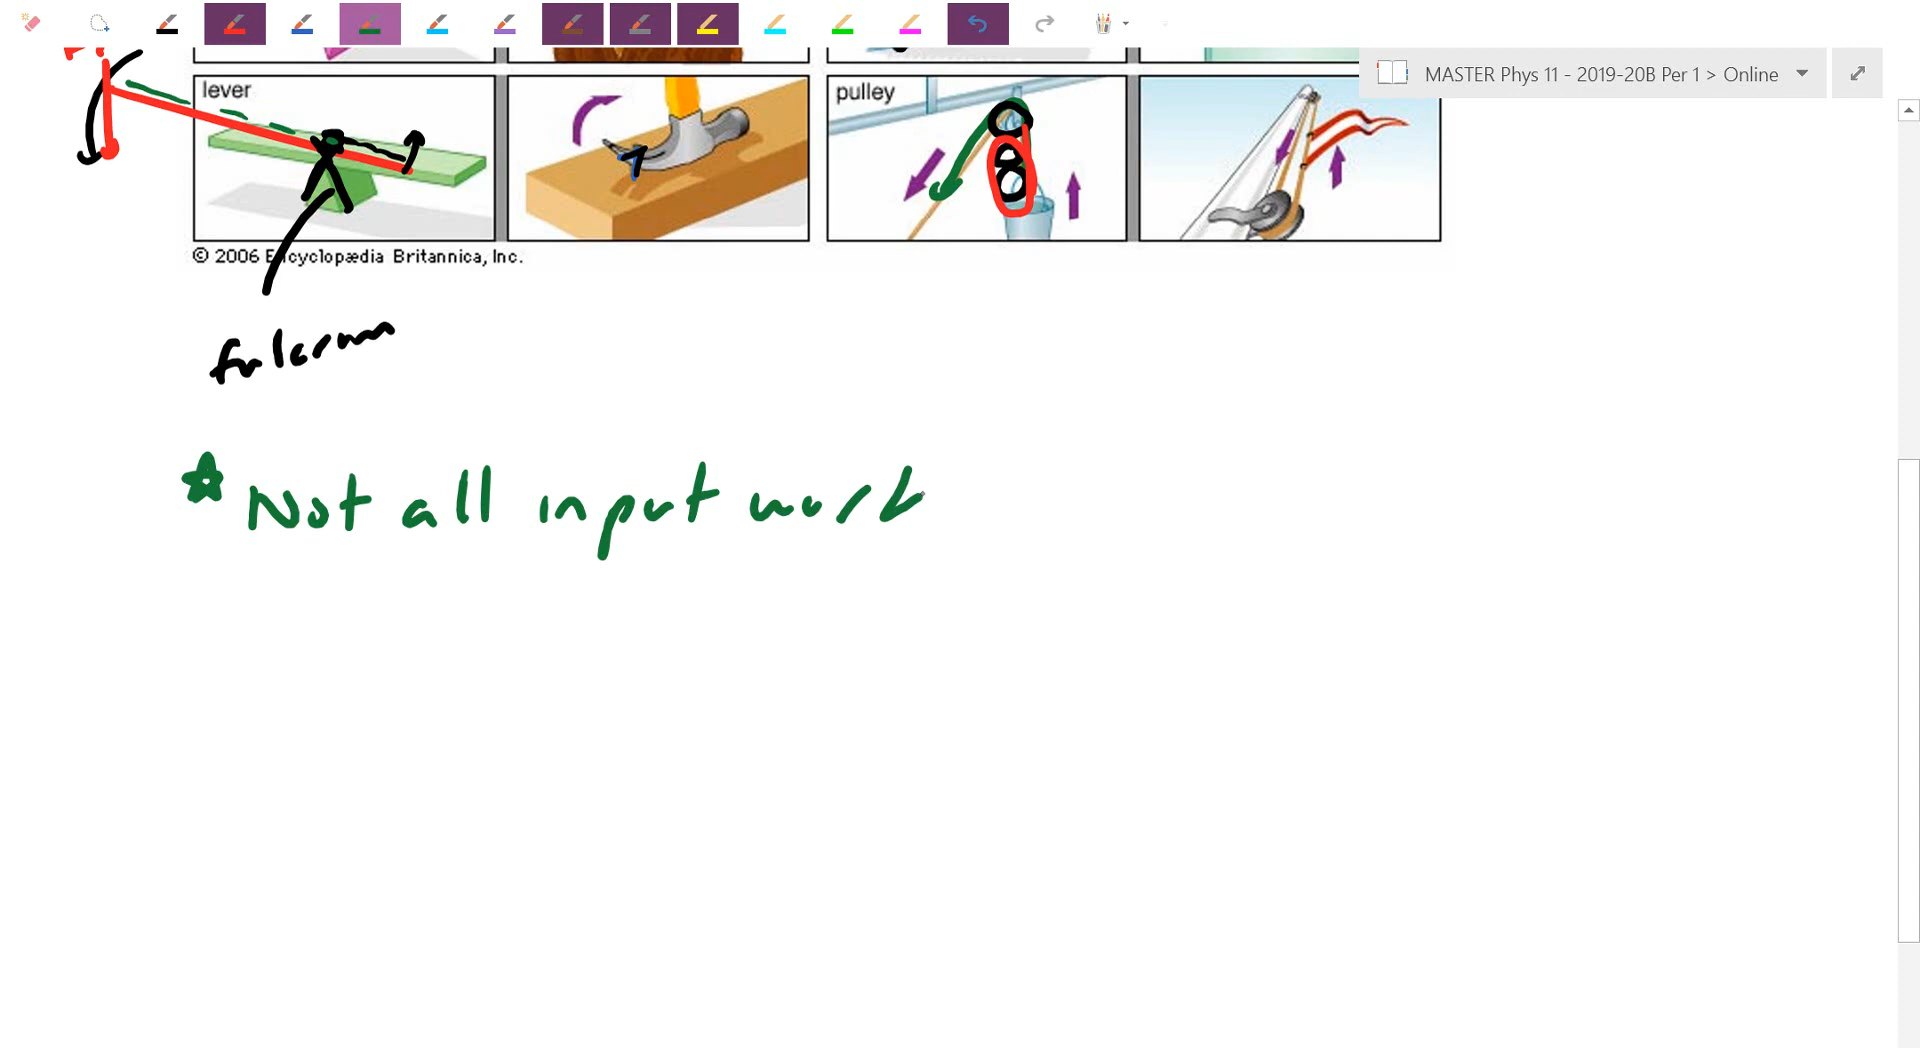 MASTER Phys 11 - 2019-20B Per 1 > Online
lever
pulley
© 2006 Encyclopædia Britannica, Inc.
fulcrum
Not all input work